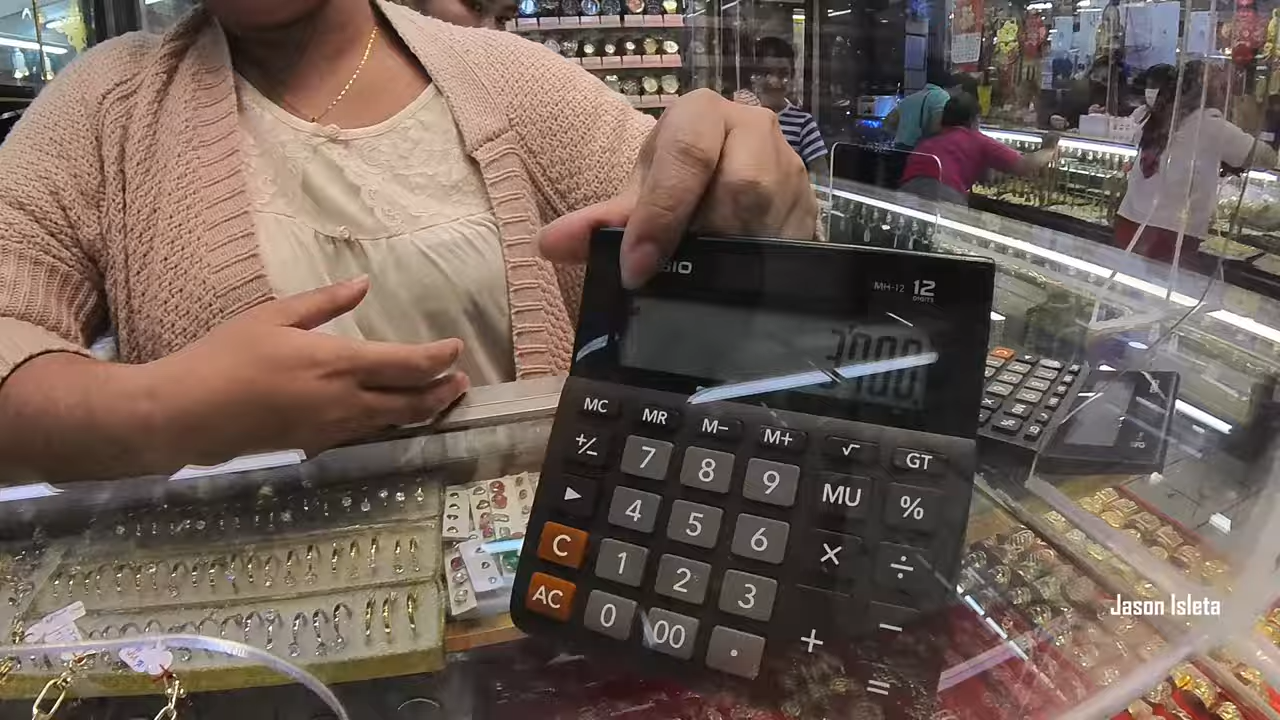 SIO
MH-12 12
DIGITS
3000.
MC MR M− M+ √ GT
+/− 7 8 9 MU %
▶ 4 5 6 × ÷
C 1 2 3 + −
AC 0 00 . =
Jason Isleta